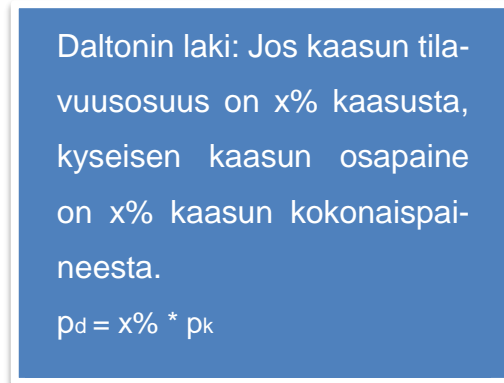 Daltonin laki: Jos kaasun tila-
vuusosuus on x% kaasusta,
kyseisen kaasun osapaine
on x% kaasun kokonaispai-
neesta.
pd = x% * pk